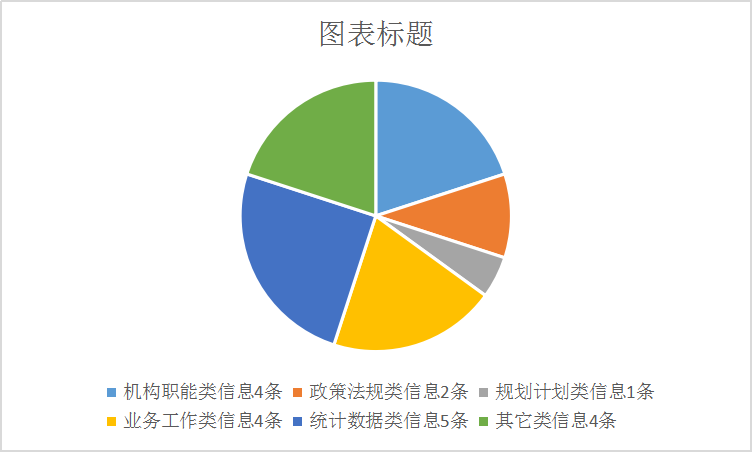 图表标题
机构职能类信息4条 政策法规类信息2条 规划计划类信息1条
业务工作类信息4条 统计数据类信息5条 其它类信息4条